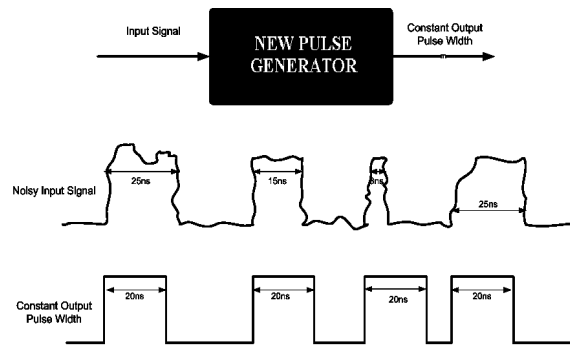 Input Signal
NEW PULSE
GENERATOR
Constant Output
Pulse Width
Noisy Input Signal
25ns
15ns
25ns
Constant Output
Pulse Width
20ns
20ns
20ns
20ns